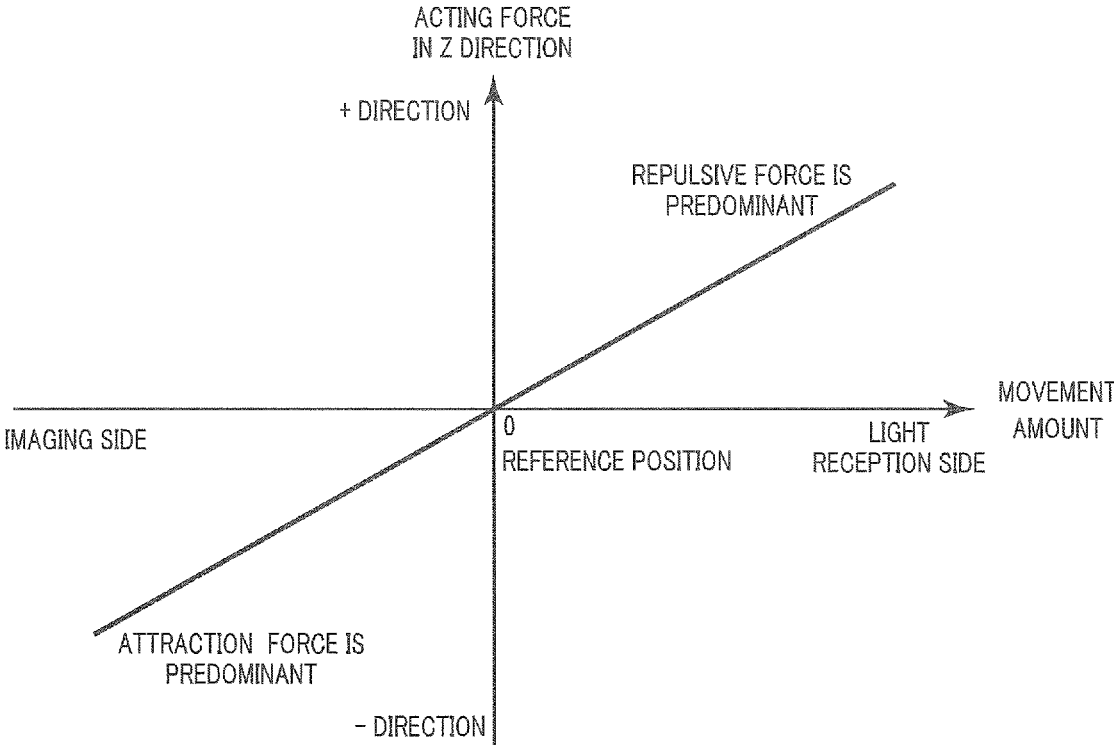 ACTING FORCE
IN Z DIRECTION
+ DIRECTION
REPULSIVE FORCE IS
PREDOMINANT
MOVEMENT
AMOUNT
0
IMAGING SIDE
REFERENCE POSITION
LIGHT
RECEPTION SIDE
ATTRACTION FORCE IS
PREDOMINANT
- DIRECTION